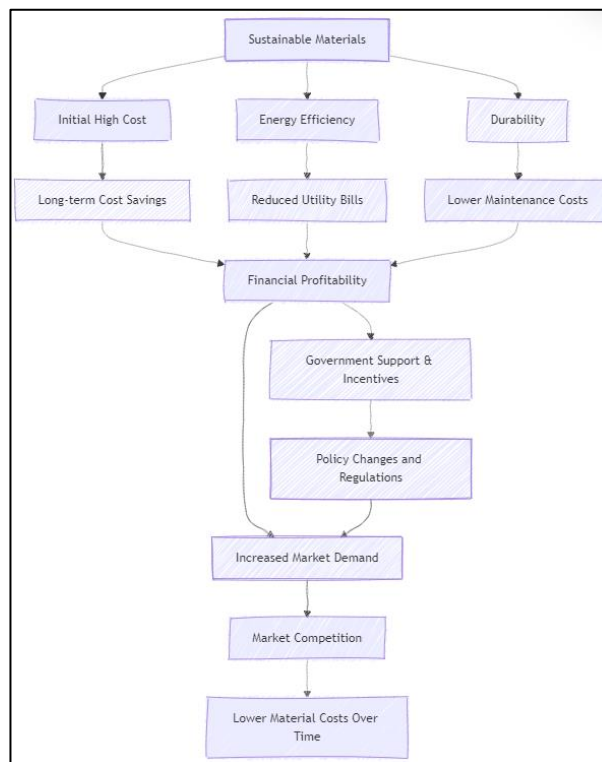 Sustainable Materials
Initial High Cost
Energy Efficiency
Durability
Long-term Cost Savings
Reduced Utility Bills
Lower Maintenance Costs
Financial Profitability
Government Support &
Incentives
Policy Changes and
Regulations
Increased Market Demand
Market Competition
Lower Material Costs Over
Time